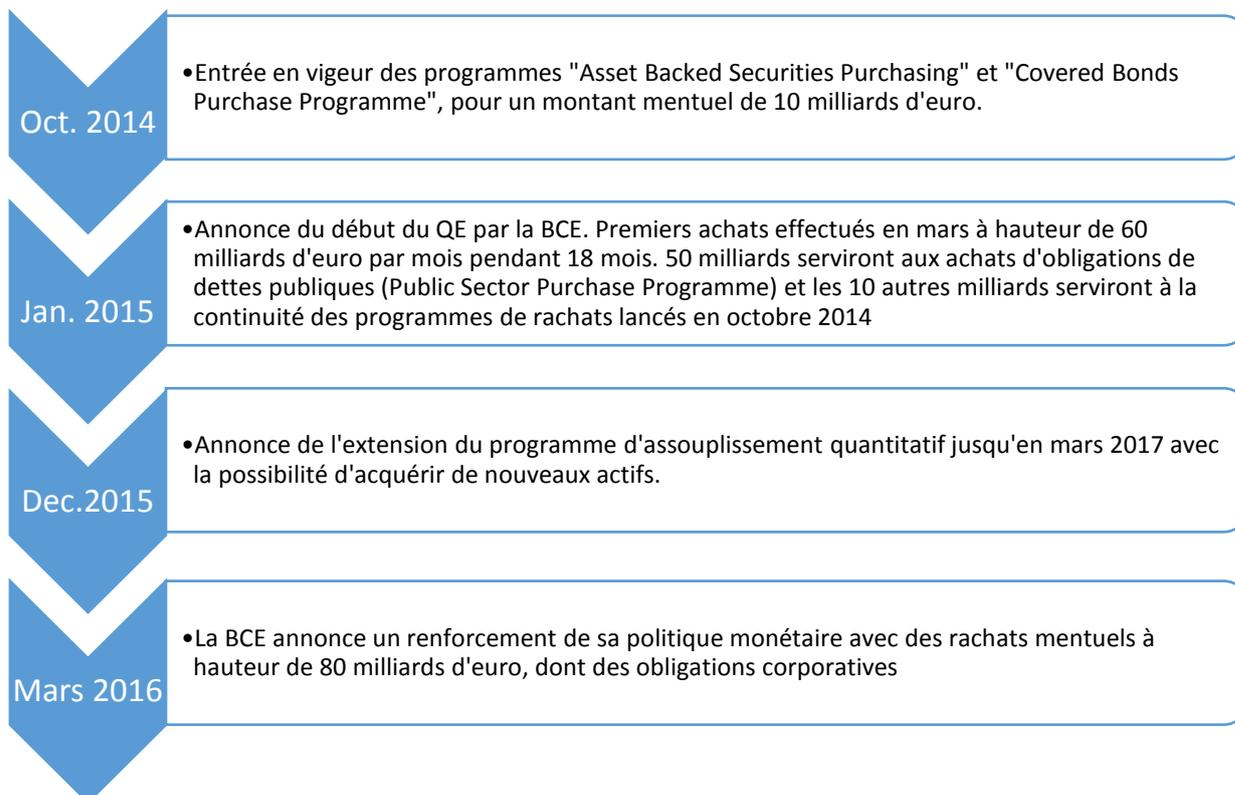 Oct. 2014
•Entrée en vigeur des programmes "Asset Backed Securities Purchasing" et "Covered Bonds
Purchase Programme", pour un montant mentuel de 10 milliards d'euro.
Jan. 2015
•Annonce du début du QE par la BCE. Premiers achats effectués en mars à hauteur de 60
milliards d'euro par mois pendant 18 mois. 50 milliards serviront aux achats d'obligations de
dettes publiques (Public Sector Purchase Programme) et les 10 autres milliards serviront à la
continuité des programmes de rachats lancés en octobre 2014
Dec.2015
•Annonce de l'extension du programme d'assouplissement quantitatif jusqu'en mars 2017 avec
la possibilité d'acquérir de nouveaux actifs.
Mars 2016
•La BCE annonce un renforcement de sa politique monétaire avec des rachats mentuels à
hauteur de 80 milliards d'euro, dont des obligations corporatives